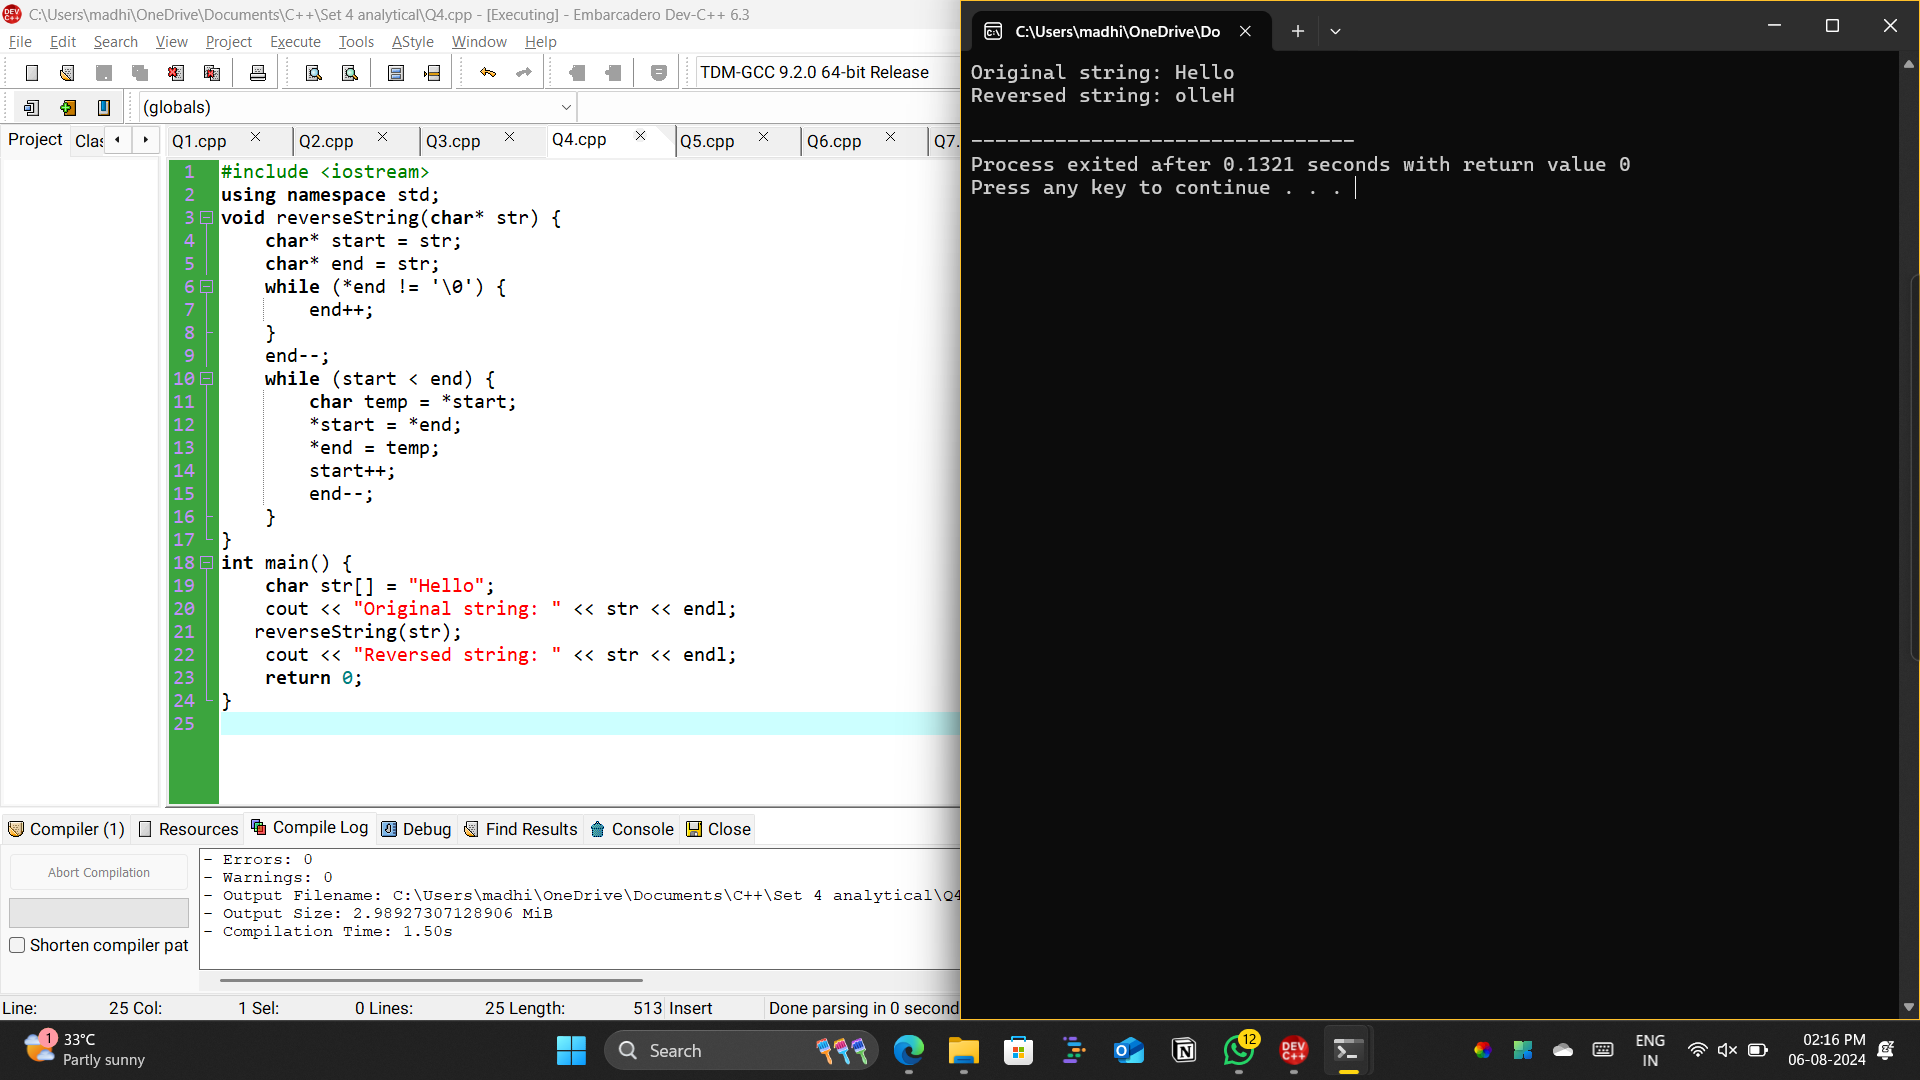 C:\Users\madhi\OneDrive\Documents\C++\Set 4 analytical\Q4.cpp - [Executing] - Embarcadero Dev-C++ 6.3
File Edit Search View Project Execute Tools AStyle Window Help
TDM-GCC 9.2.0 64-bit Release
(globals)
Project Clas Q1.cpp Q2.cpp Q3.cpp Q4.cpp Q5.cpp Q6.cpp Q7.
1 #include <iostream>
2 using namespace std;
3 void reverseString(char* str) {
4     char* start = str;
5     char* end = str;
6     while (*end != '\0') {
7         end++;
8     }
9     end--;
10     while (start < end) {
11         char temp = *start;
12         *start = *end;
13         *end = temp;
14         start++;
15         end--;
16     }
17 }
18 int main() {
19     char str[] = "Hello";
20     cout << "Original string: " << str << endl;
21    reverseString(str);
22     cout << "Reversed string: " << str << endl;
23     return 0;
24 }
25
Compiler (1) Resources Compile Log Debug Find Results Console Close
Abort Compilation
Shorten compiler pat
- Errors: 0
- Warnings: 0
- Output Filename: C:\Users\madhi\OneDrive\Documents\C++\Set 4 analytical\Q4
- Output Size: 2.98927307128906 MiB
- Compilation Time: 1.50s
Line: 25 Col: 1 Sel: 0 Lines: 25 Length: 513 Insert Done parsing in 0 second
C:\Users\madhi\OneDrive\Do
Original string: Hello
Reversed string: olleH
--------------------------------
Process exited after 0.1321 seconds with return value 0
Press any key to continue . . .
1
33°C
Partly sunny
Search
12
DEV C++
ENG
IN
02:16 PM
06-08-2024